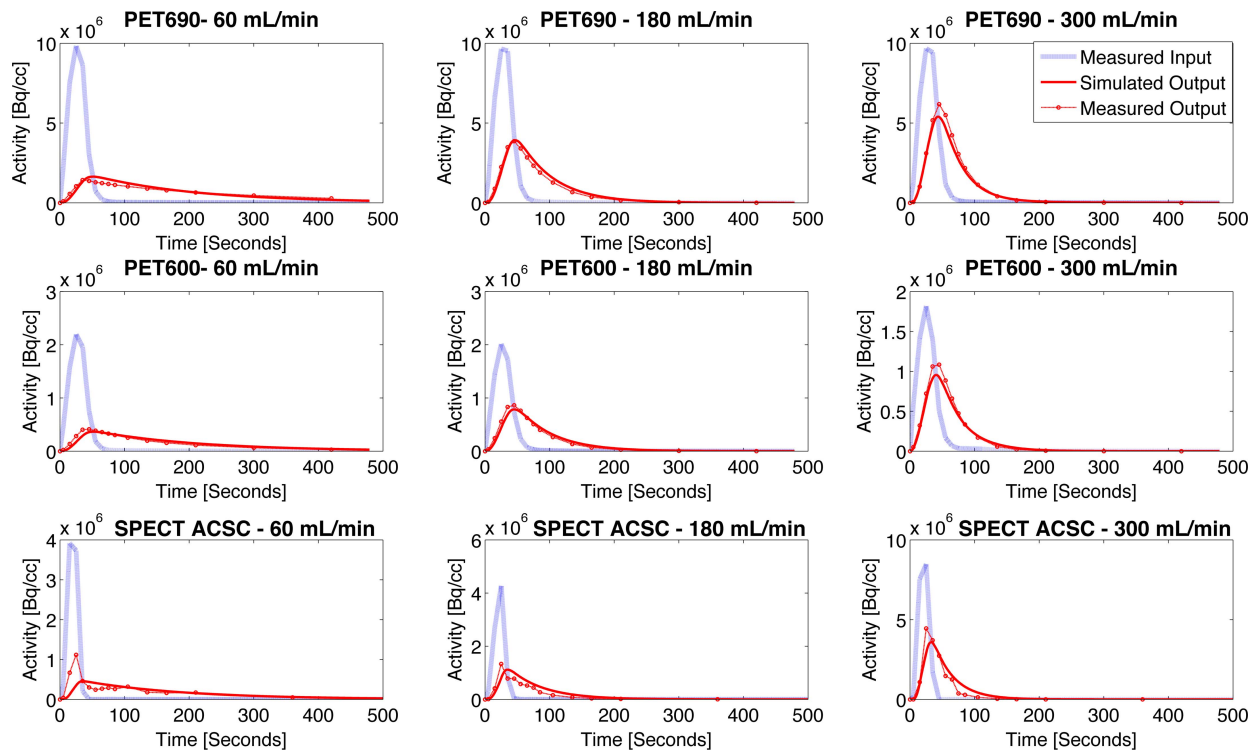 PET690- 60 mL/min
x 10^6
Activity [Bq/cc]
10
5
0
0 100 200 300 400 500
Time [Seconds]
PET690 - 180 mL/min
x 10^6
Activity [Bq/cc]
10
5
0
0 100 200 300 400 500
Time [Seconds]
PET690 - 300 mL/min
x 10^6
Activity [Bq/cc]
10
5
0
0 100 200 300 400 500
Time [Seconds]
Measured Input
Simulated Output
Measured Output
PET600- 60 mL/min
x 10^6
Activity [Bq/cc]
3
2
1
0
0 100 200 300 400 500
Time [Seconds]
PET600 - 180 mL/min
x 10^6
Activity [Bq/cc]
3
2
1
0
0 100 200 300 400 500
Time [Seconds]
PET600 - 300 mL/min
x 10^6
Activity [Bq/cc]
2
1.5
1
0.5
0
0 100 200 300 400 500
Time [Seconds]
SPECT ACSC - 60 mL/min
x 10^6
Activity [Bq/cc]
4
3
2
1
0
0 100 200 300 400 500
Time [Seconds]
SPECT ACSC - 180 mL/min
x 10^6
Activity [Bq/cc]
6
4
2
0
0 100 200 300 400 500
Time [Seconds]
SPECT ACSC - 300 mL/min
x 10^6
Activity [Bq/cc]
10
5
0
0 100 200 300 400 500
Time [Seconds]